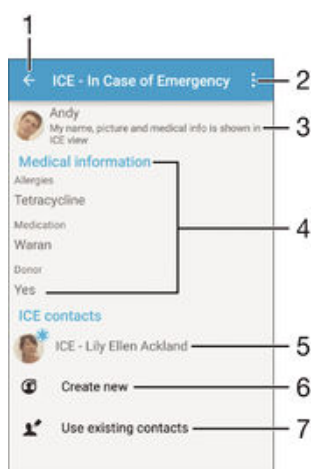 1
ICE - In Case of Emergency
2
Andy
My name, picture and medical info is shown in
ICE view
3
Medical information
Allergies
Tetracycline
Medication
Waran
4
Donor
Yes
ICE contacts
ICE - Lily Ellen Ackland
5
Create new
6
Use existing contacts
7